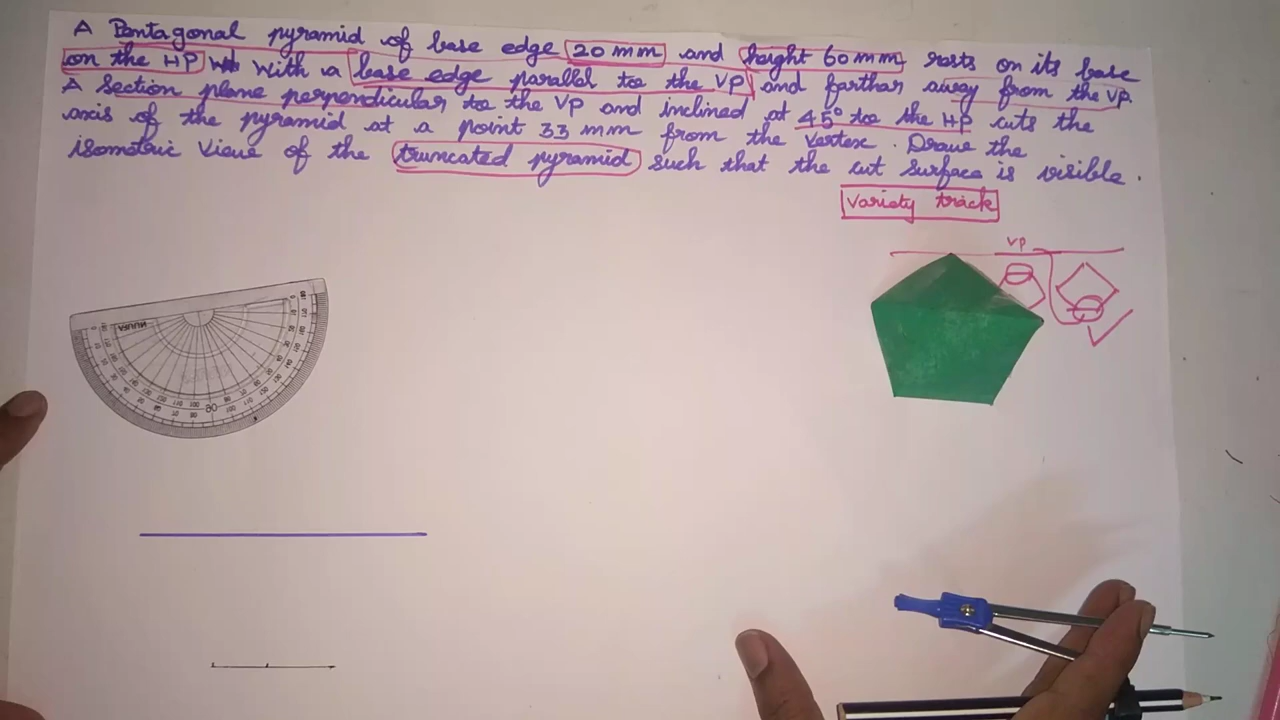 A Pentagonal pyramid of base edge 20 mm and height 60 mm rests on its base
on the HP with a base edge parallel to the VP and farthar away from the VP.
A section plane perpendicular to the VP and inclined at 45° to the HP cuts the
axis of the pyramid at a point 33 mm from the vertex. Draw the
isometric view of the truncated pyramid such that the cut surface is visible.
Variety track
VP